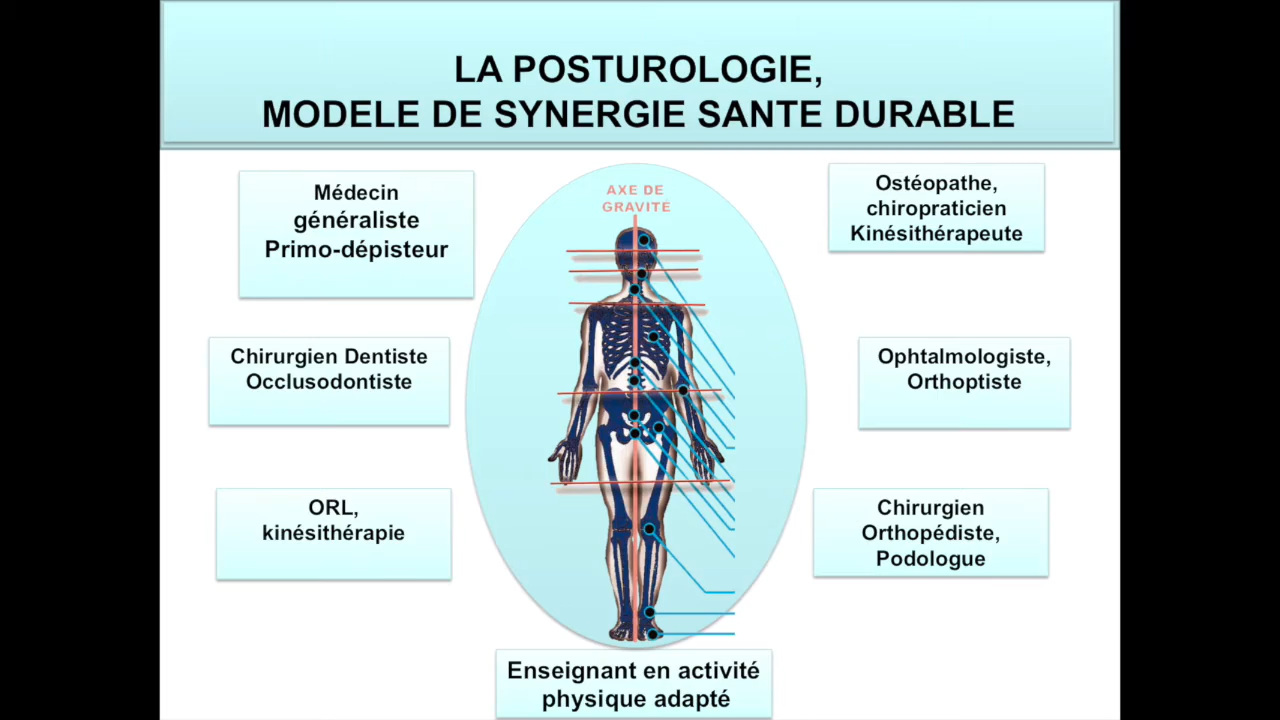 LA POSTUROLOGIE,
MODELE DE SYNERGIE SANTE DURABLE
Médecin
généraliste
Primo-dépisteur
AXE DE
GRAVITÉ
Ostéopathe,
chiropraticien
Kinésithérapeute
Chirurgien Dentiste
Occlusodontiste
Ophtalmologiste,
Orthoptiste
ORL,
kinésithérapie
Chirurgien
Orthopédiste,
Podologue
Enseignant en activité
physique adapté